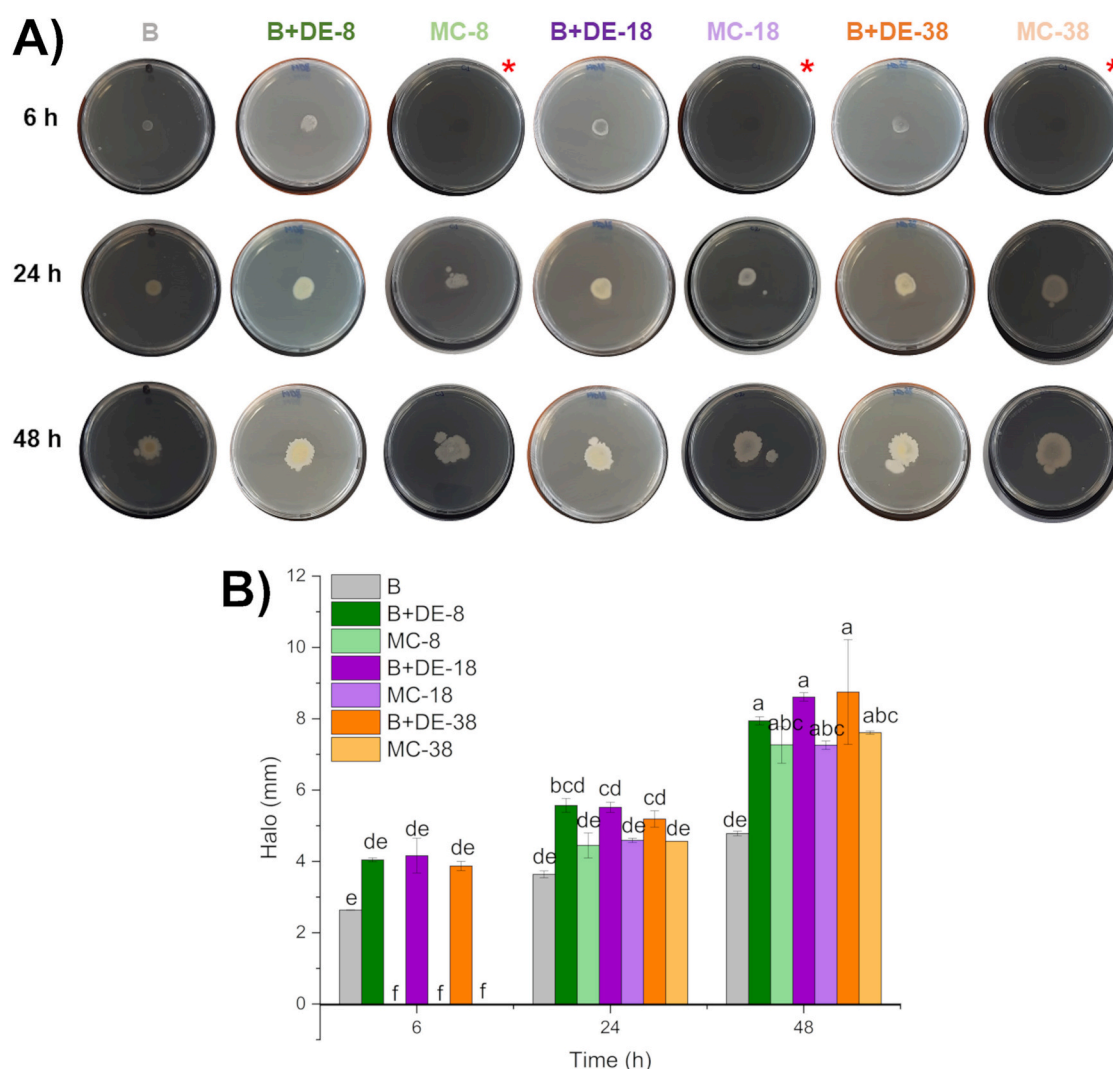 A) B B+DE-8 MC-8 B+DE-18 MC-18 B+DE-38 MC-38
* * *
6 h
24 h
48 h
B)
12
10
8
6
4
2
0
Halo (mm)
B
B+DE-8
MC-8
B+DE-18
MC-18
B+DE-38
MC-38
e de f de f de f
de bcd de cd de cd de
de a abc a abc a abc
6 24 48
Time (h)